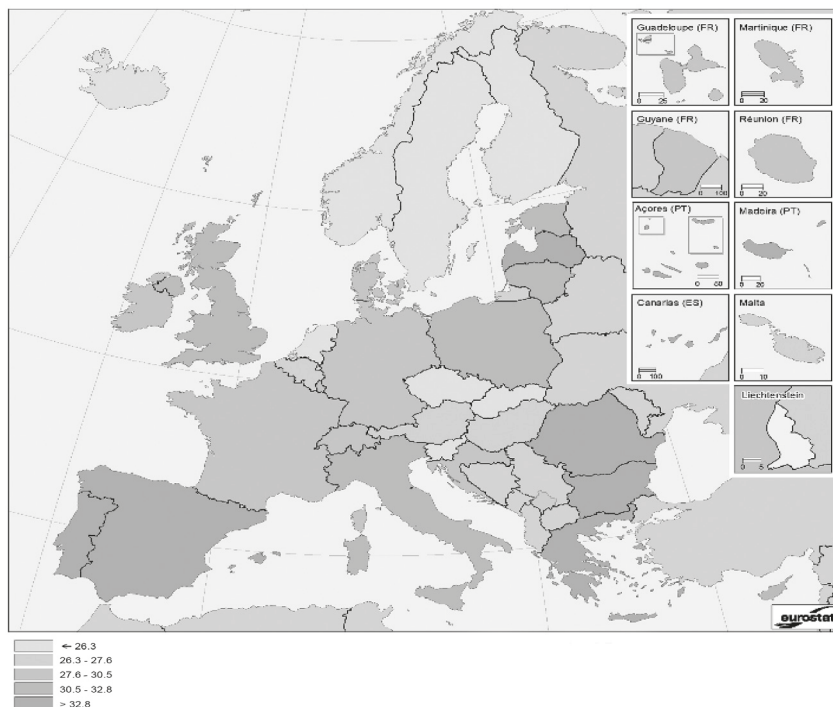 Guadeloupe (FR)
0 25
Martinique (FR)
0 20
Guyane (FR)
0 100
Réunion (FR)
0 20
Açores (PT)
0 50
Madoira (PT)
0 20
Canarias (ES)
0 100
Malta
0 10
Liechtenstein
0 5
eurostat
← 26.3
26.3 - 27.6
27.6 - 30.5
30.5 - 32.8
> 32.8